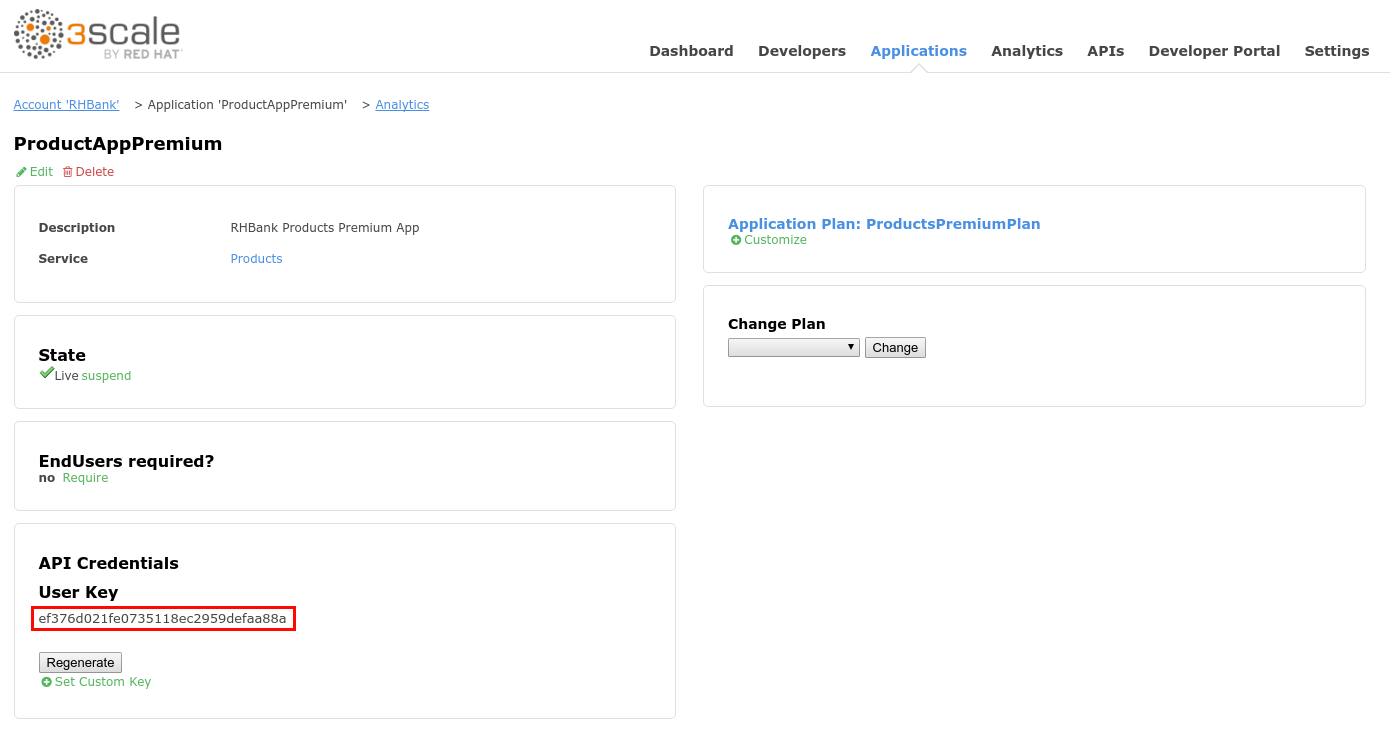 3scale
BY RED HAT
Dashboard Developers Applications Analytics APIs Developer Portal Settings
Account 'RHBank' > Application 'ProductAppPremium' > Analytics
ProductAppPremium
Edit Delete
Description RHBank Products Premium App
Service Products
State
Live suspend
EndUsers required?
no Require
API Credentials
User Key
ef376d021fe0735118ec2959defaa88a
Regenerate
Set Custom Key
Application Plan: ProductsPremiumPlan
Customize
Change Plan
Change